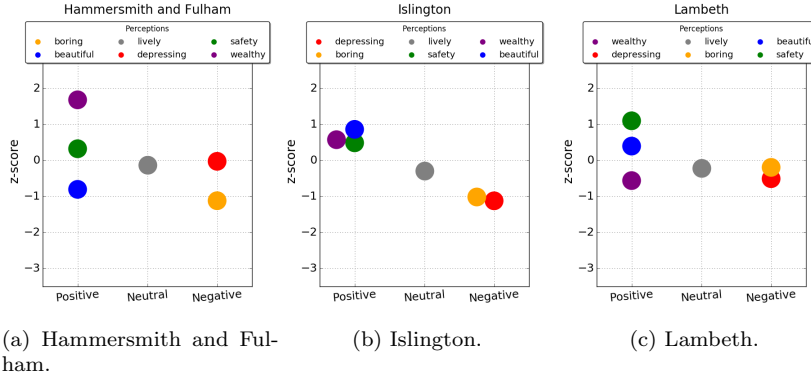 Hammersmith and Fulham
Perceptions
boring lively safety
beautiful depressing wealthy
z-score
2
1
0
−1
−2
−3
Positive Neutral Negative
(a) Hammersmith and Ful-
ham.
Islington
Perceptions
depressing lively wealthy
boring safety beautiful
z-score
2
1
0
−1
−2
−3
Positive Neutral Negative
(b) Islington.
Lambeth
Perceptions
wealthy lively beautiful
depressing boring safety
z-score
2
1
0
−1
−2
−3
Positive Neutral Negative
(c) Lambeth.